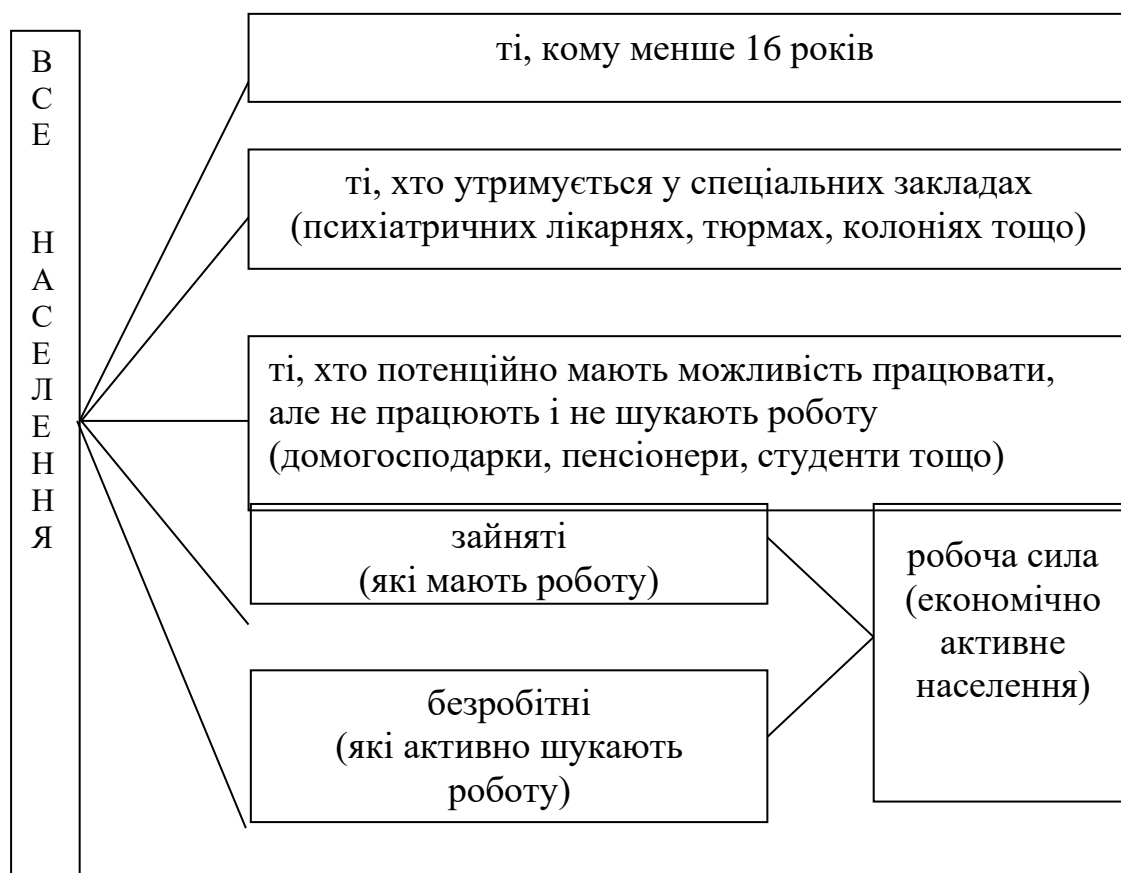 ВСЕ НАСЕЛЕННЯ
ті, кому менше 16 років
ті, хто утримується у спеціальних закладах
(психіатричних лікарнях, тюрмах, колоніях тощо)
ті, хто потенційно мають можливість працювати,
але не працюють і не шукають роботу
(домогосподарки, пенсіонери, студенти тощо)
зайняті
(які мають роботу)
безробітні
(які активно шукають
роботу)
робоча сила
(економічно
активне
населення)